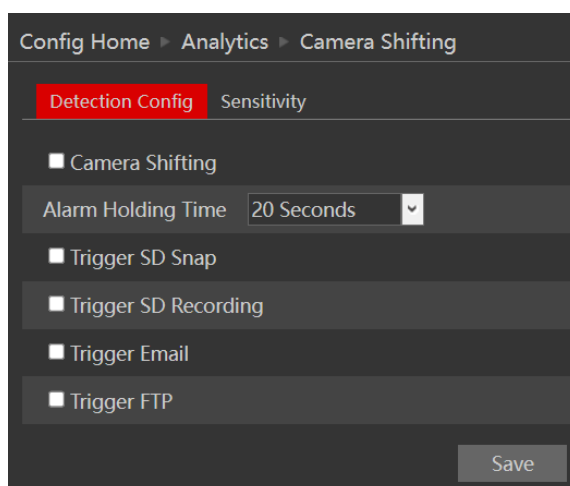 Config Home ▶ Analytics ▶ Camera Shifting
Detection Config Sensitivity
Camera Shifting
Alarm Holding Time 20 Seconds
Trigger SD Snap
Trigger SD Recording
Trigger Email
Trigger FTP
Save